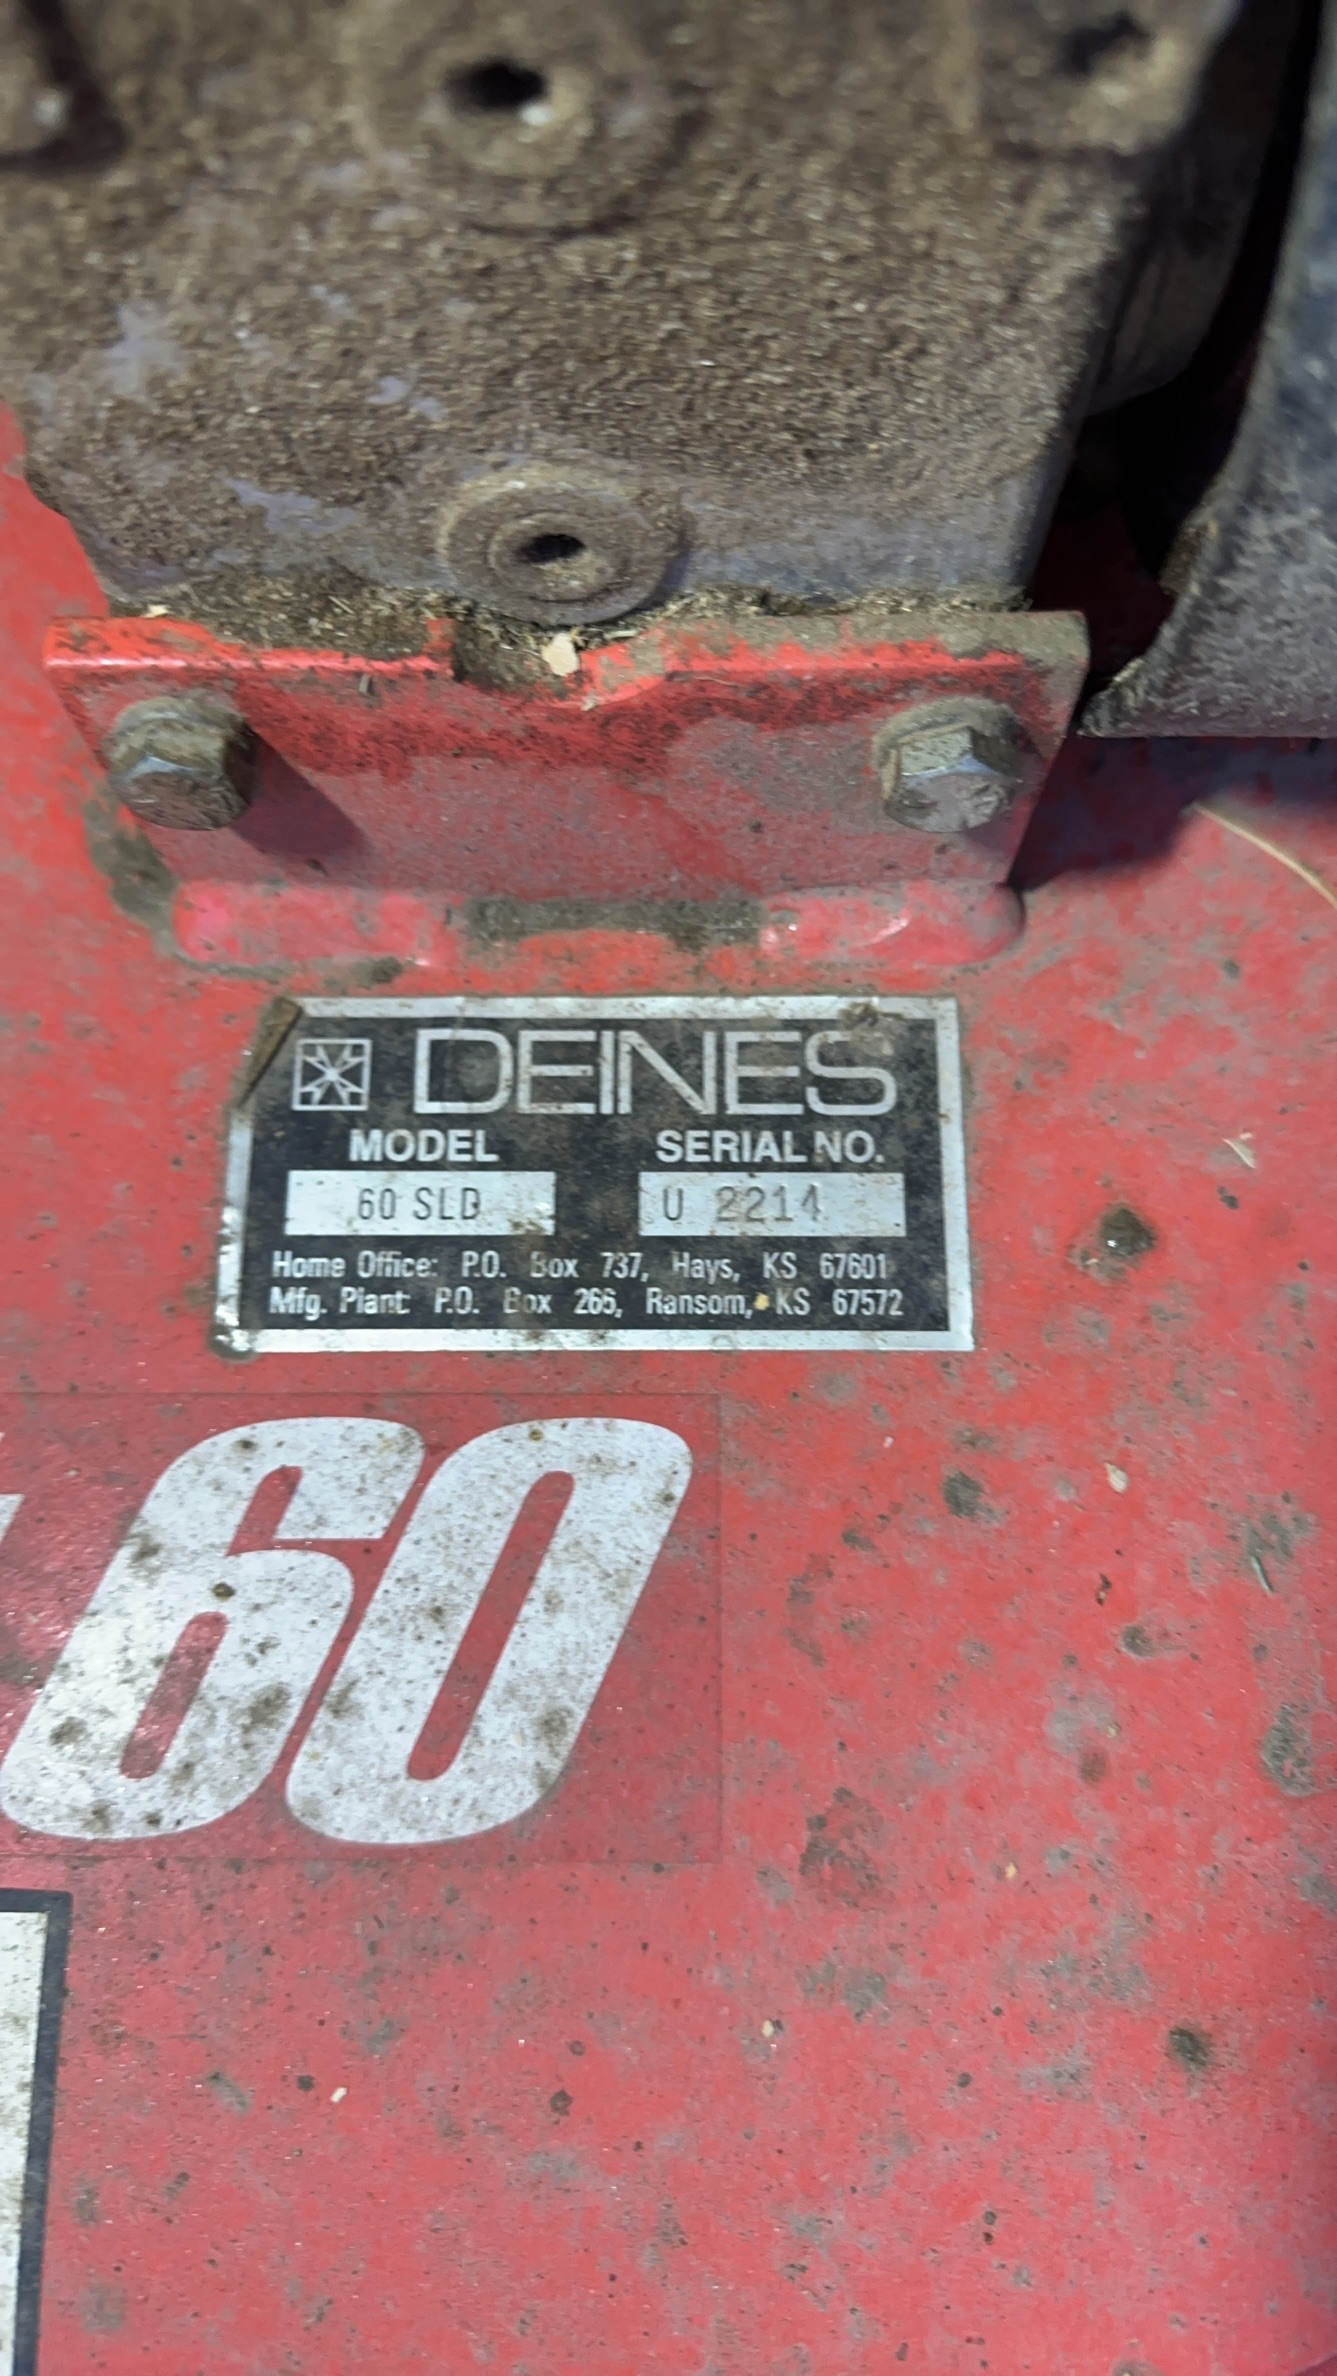 DEINES
MODEL SERIAL NO.
60 SLD U 2214
Home Office: P.O. Box 737, Hays, KS 67601
Mfg. Plant: P.O. Box 266, Ransom, KS 67572
60